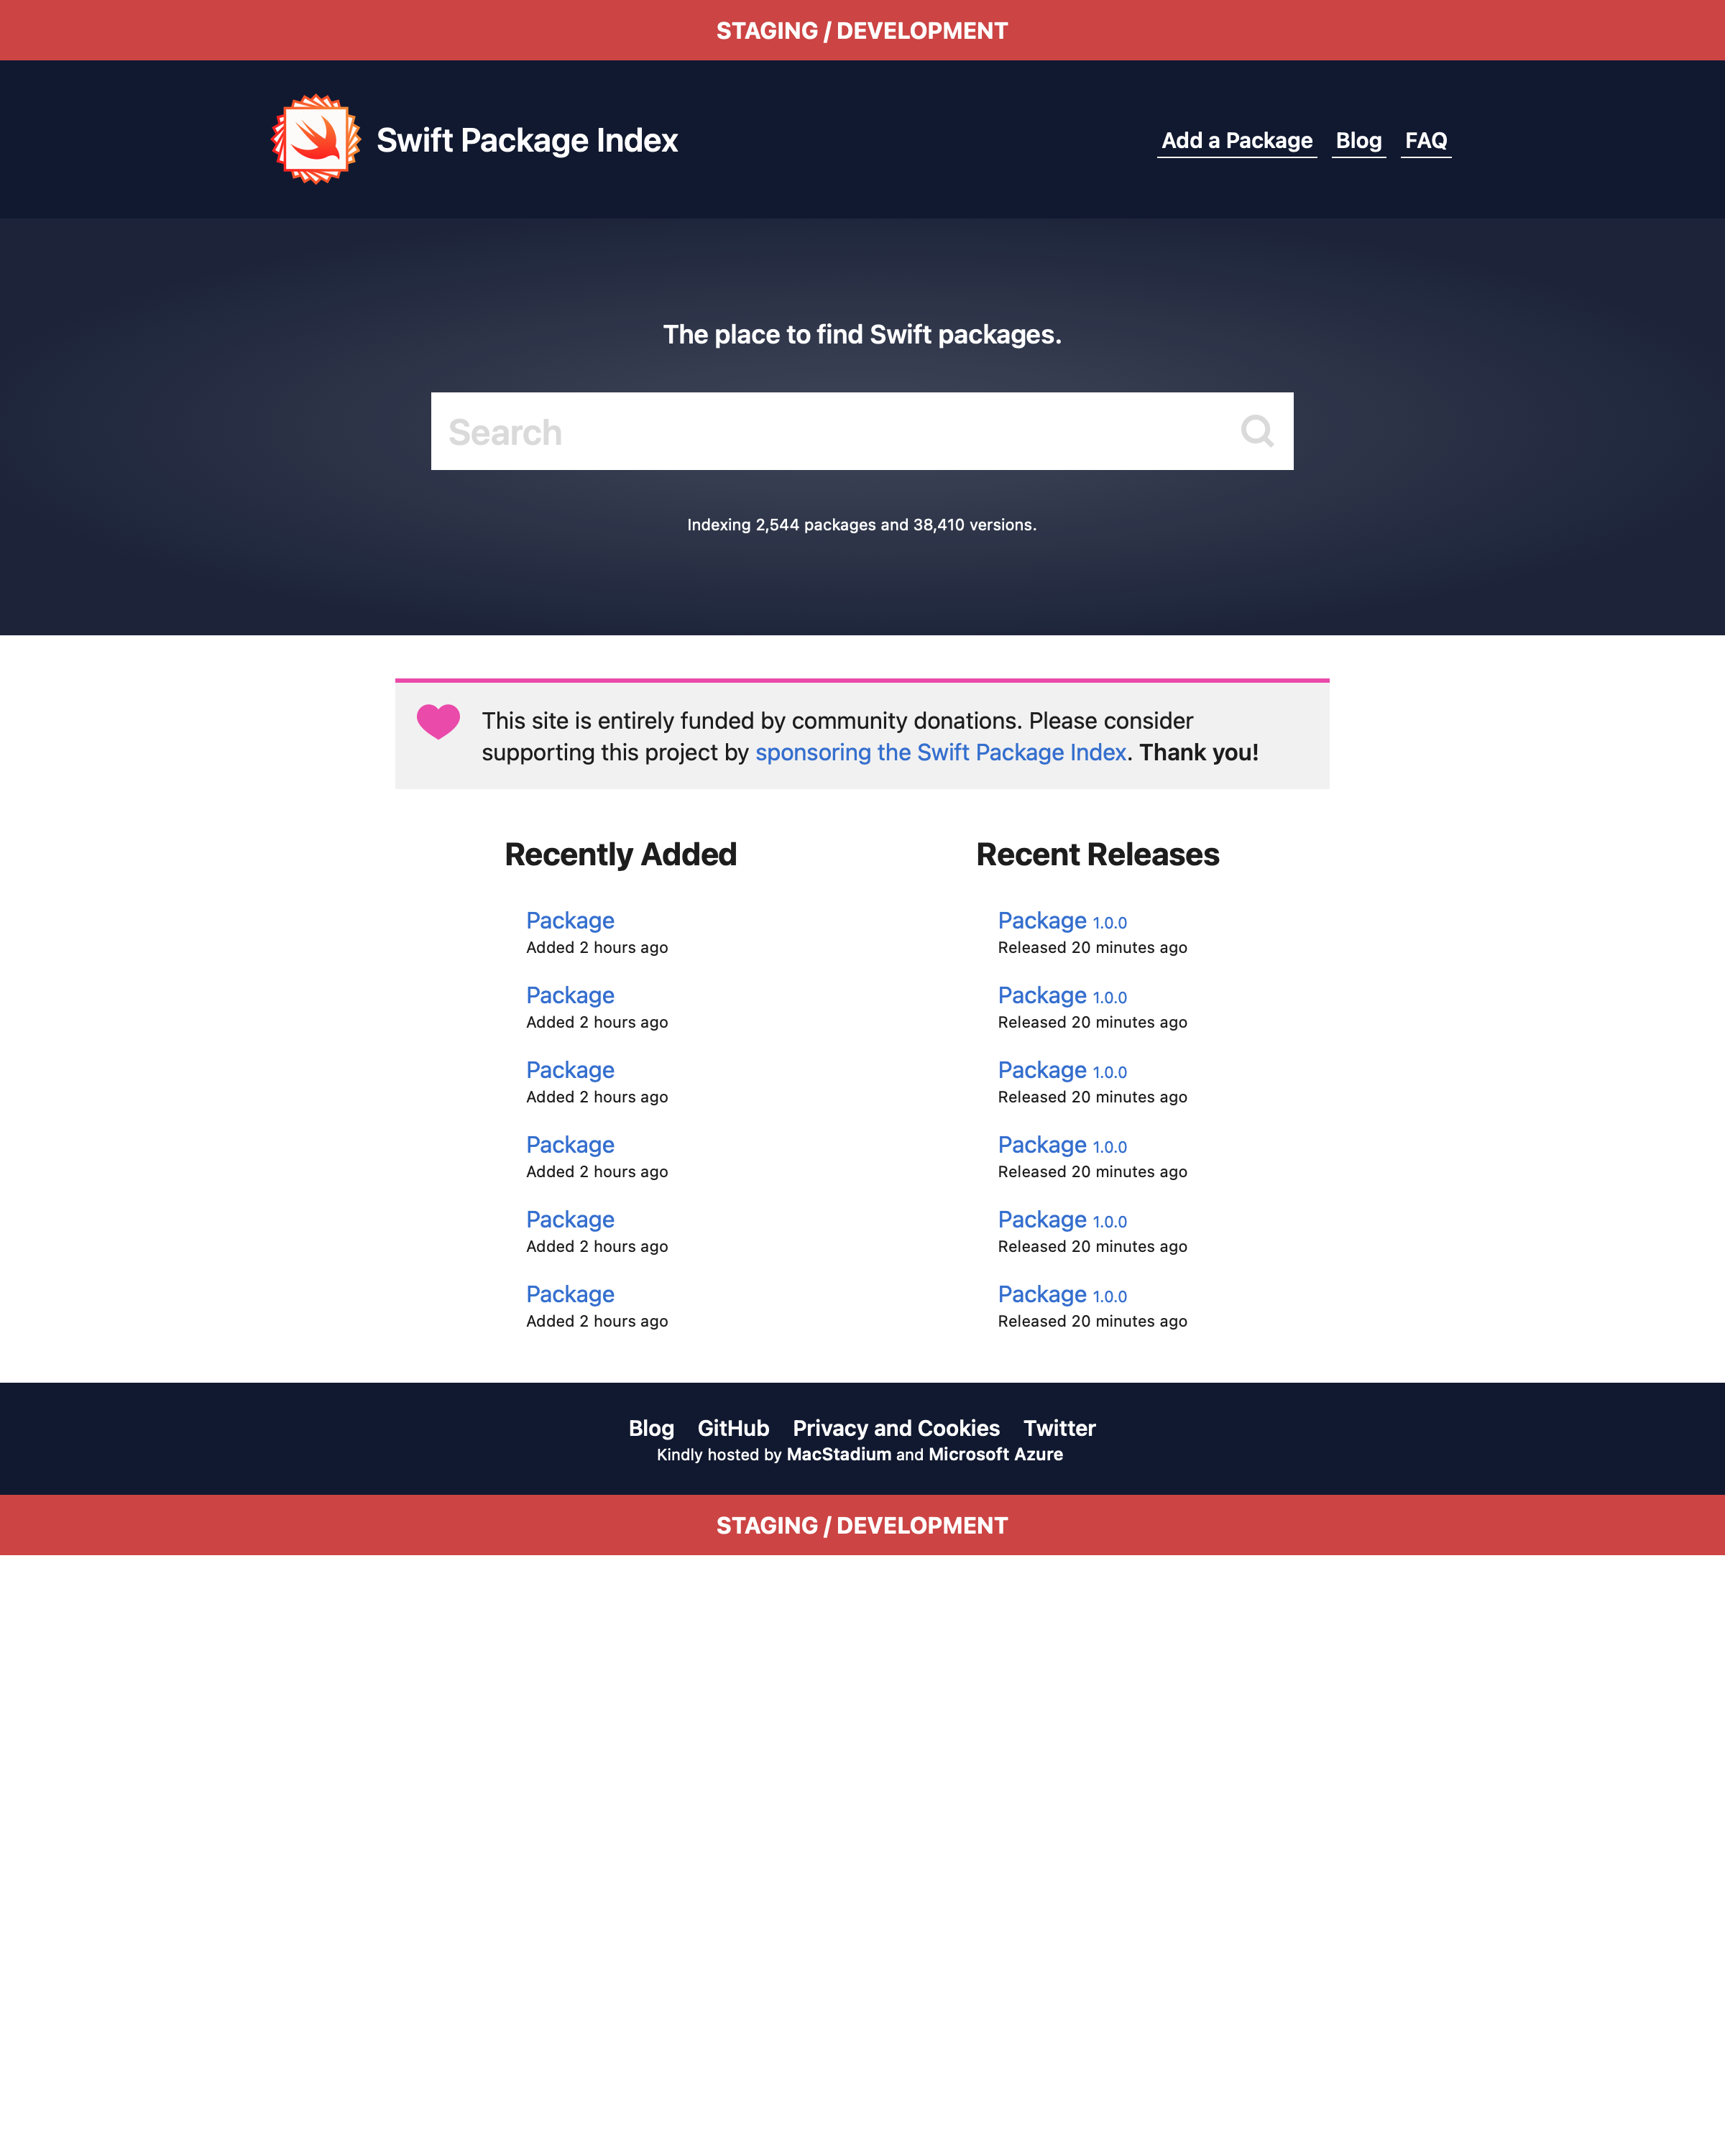 STAGING / DEVELOPMENT
Swift Package Index
Add a Package Blog FAQ
The place to find Swift packages.
Search
Indexing 2,544 packages and 38,410 versions.
This site is entirely funded by community donations. Please consider
supporting this project by sponsoring the Swift Package Index. Thank you!
Recently Added
Package
Added 2 hours ago
Package
Added 2 hours ago
Package
Added 2 hours ago
Package
Added 2 hours ago
Package
Added 2 hours ago
Package
Added 2 hours ago
Recent Releases
Package 1.0.0
Released 20 minutes ago
Package 1.0.0
Released 20 minutes ago
Package 1.0.0
Released 20 minutes ago
Package 1.0.0
Released 20 minutes ago
Package 1.0.0
Released 20 minutes ago
Package 1.0.0
Released 20 minutes ago
Blog GitHub Privacy and Cookies Twitter
Kindly hosted by MacStadium and Microsoft Azure
STAGING / DEVELOPMENT